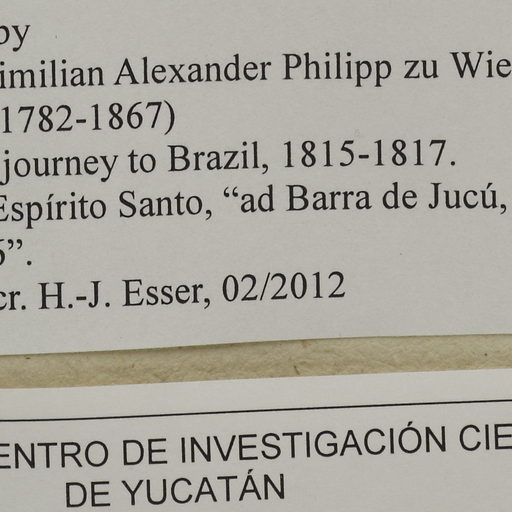 by
imilian Alexander Philipp zu Wie
1782-1867)
journey to Brazil, 1815-1817.
Espírito Santo, “ad Barra de Jucú,
”.
cr. H.-J. Esser, 02/2012
ENTRO DE INVESTIGACIÓN CIE
DE YUCATÁN